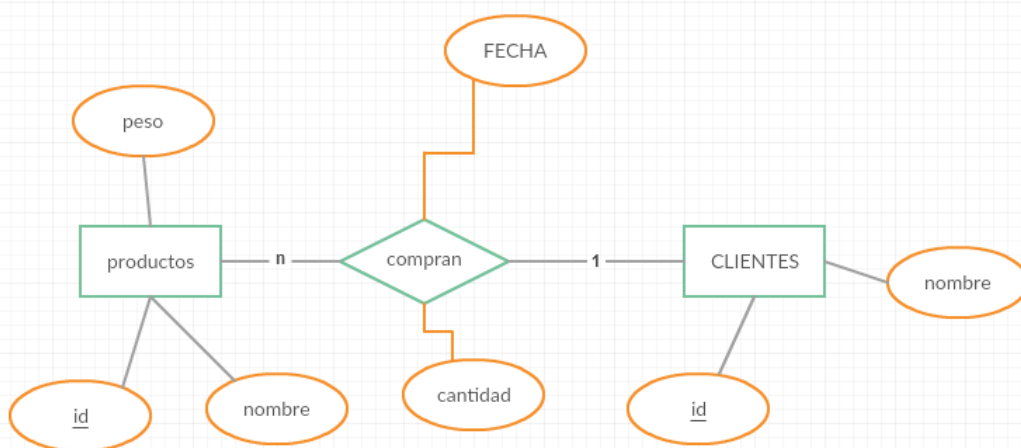 FECHA
peso
productos
n
compran
1
CLIENTES
nombre
id
nombre
cantidad
id